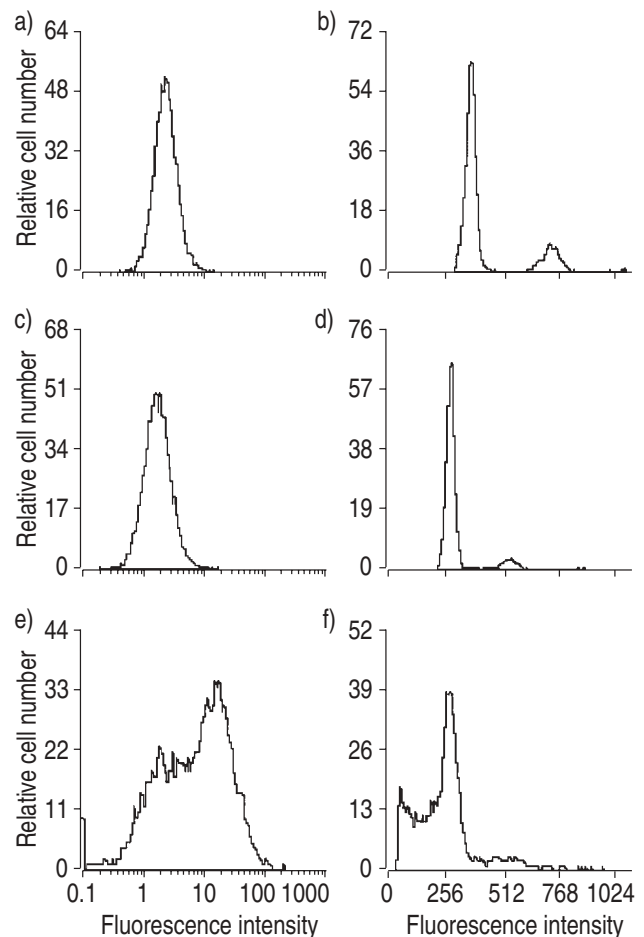 a)
64
48
32
16
0
Relative cell number
b)
72
54
36
18
0
c)
68
51
34
17
0
Relative cell number
d)
76
57
38
19
0
e)
44
33
22
11
0
Relative cell number
0.1 1 10 100 1000
Fluorescence intensity
f)
52
39
26
13
0
0 256 512 768 1024
Fluorescence intensity